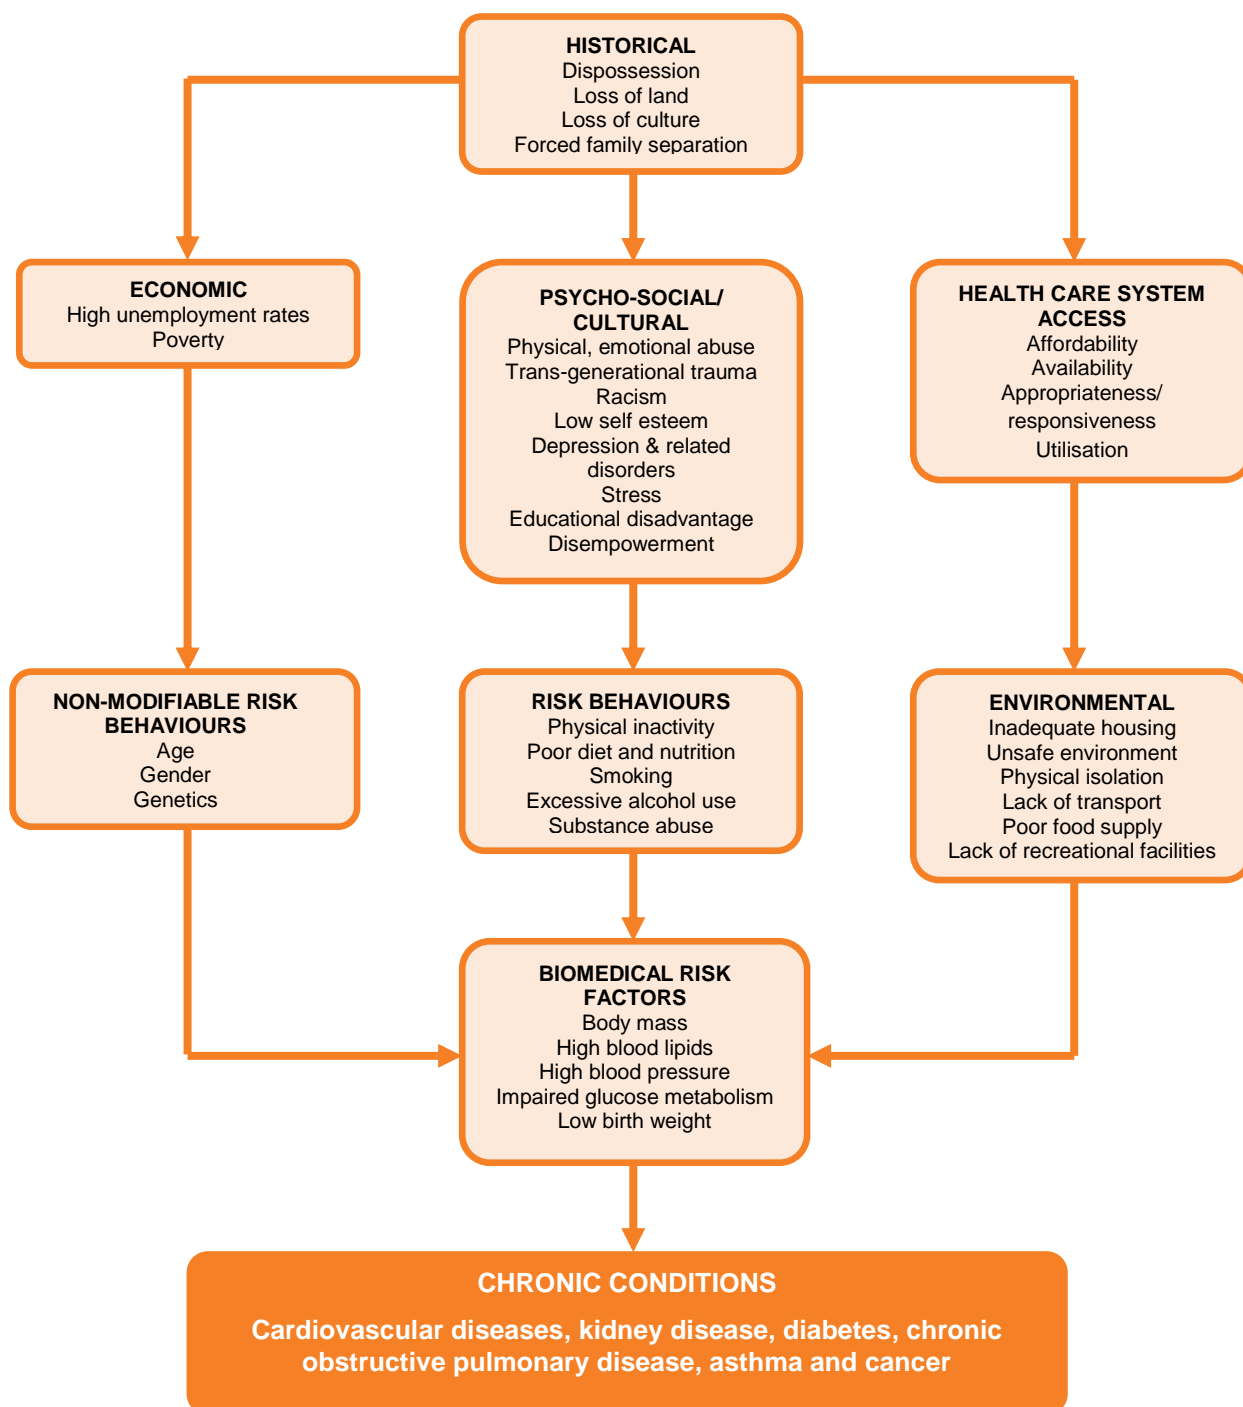 HISTORICAL
Dispossession
Loss of land
Loss of culture
Forced family separation
ECONOMIC
High unemployment rates
Poverty
PSYCHO-SOCIAL/
CULTURAL
Physical, emotional abuse
Trans-generational trauma
Racism
Low self esteem
Depression & related
disorders
Stress
Educational disadvantage
Disempowerment
HEALTH CARE SYSTEM
ACCESS
Affordability
Availability
Appropriateness/
responsiveness
Utilisation
NON-MODIFIABLE RISK
BEHAVIOURS
Age
Gender
Genetics
RISK BEHAVIOURS
Physical inactivity
Poor diet and nutrition
Smoking
Excessive alcohol use
Substance abuse
ENVIRONMENTAL
Inadequate housing
Unsafe environment
Physical isolation
Lack of transport
Poor food supply
Lack of recreational facilities
BIOMEDICAL RISK
FACTORS
Body mass
High blood lipids
High blood pressure
Impaired glucose metabolism
Low birth weight
CHRONIC CONDITIONS
Cardiovascular diseases, kidney disease, diabetes, chronic
obstructive pulmonary disease, asthma and cancer